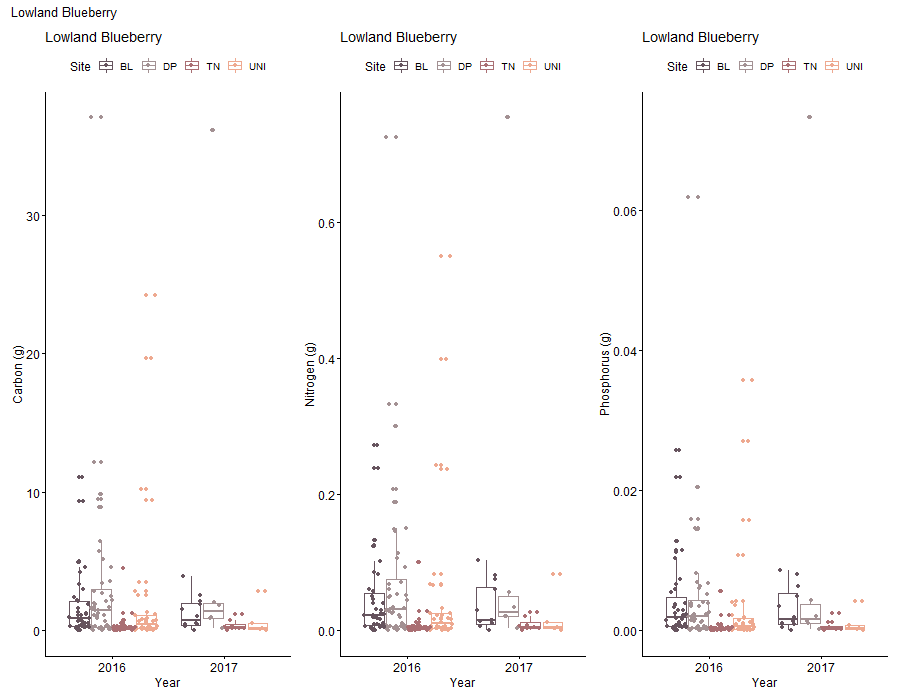 Lowland Blueberry
Lowland Blueberry
Site BL DP TN UNI
30
20
10
0
Carbon (g)
2016 2017
Year
Lowland Blueberry
Site BL DP TN UNI
0.6
0.4
0.2
0.0
Nitrogen (g)
2016 2017
Year
Lowland Blueberry
Site BL DP TN UNI
0.06
0.04
0.02
0.00
Phosphorus (g)
2016 2017
Year